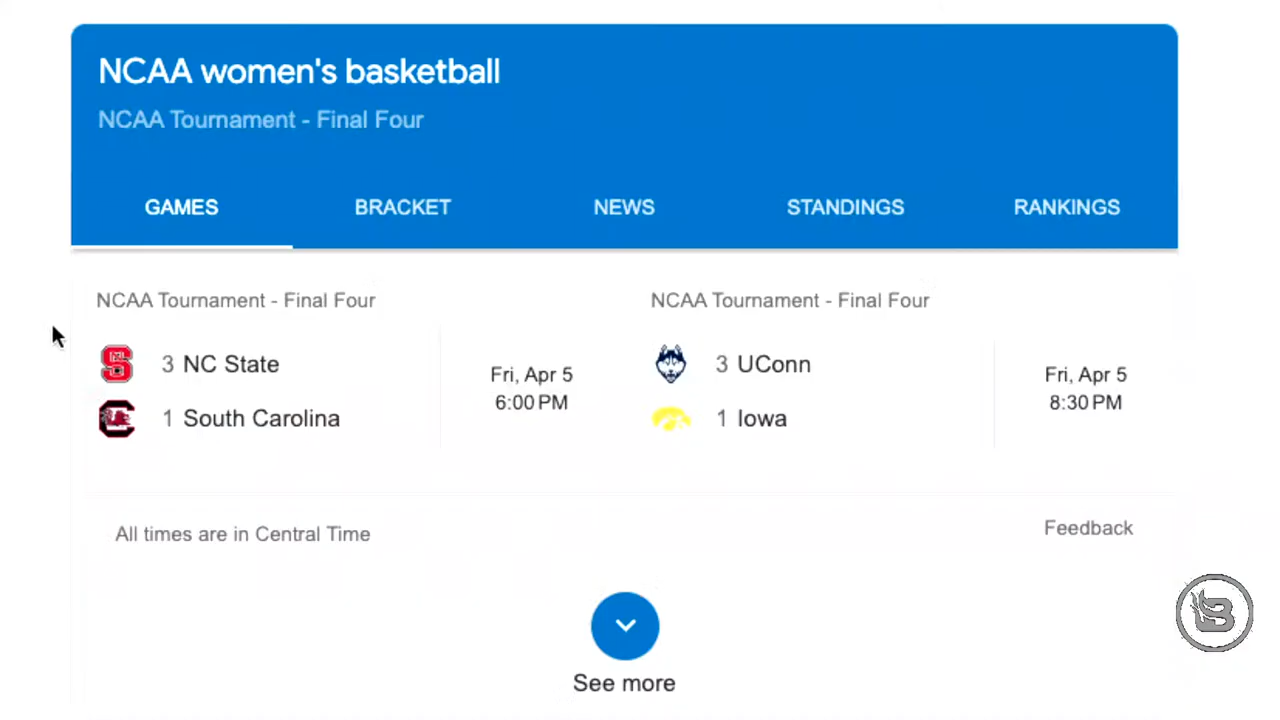 NCAA women's basketball
NCAA Tournament - Final Four
GAMES BRACKET NEWS STANDINGS RANKINGS
NCAA Tournament - Final Four
3 NC State
1 South Carolina
Fri, Apr 5
6:00 PM
NCAA Tournament - Final Four
3 UConn
1 Iowa
Fri, Apr 5
8:30 PM
All times are in Central Time
Feedback
See more